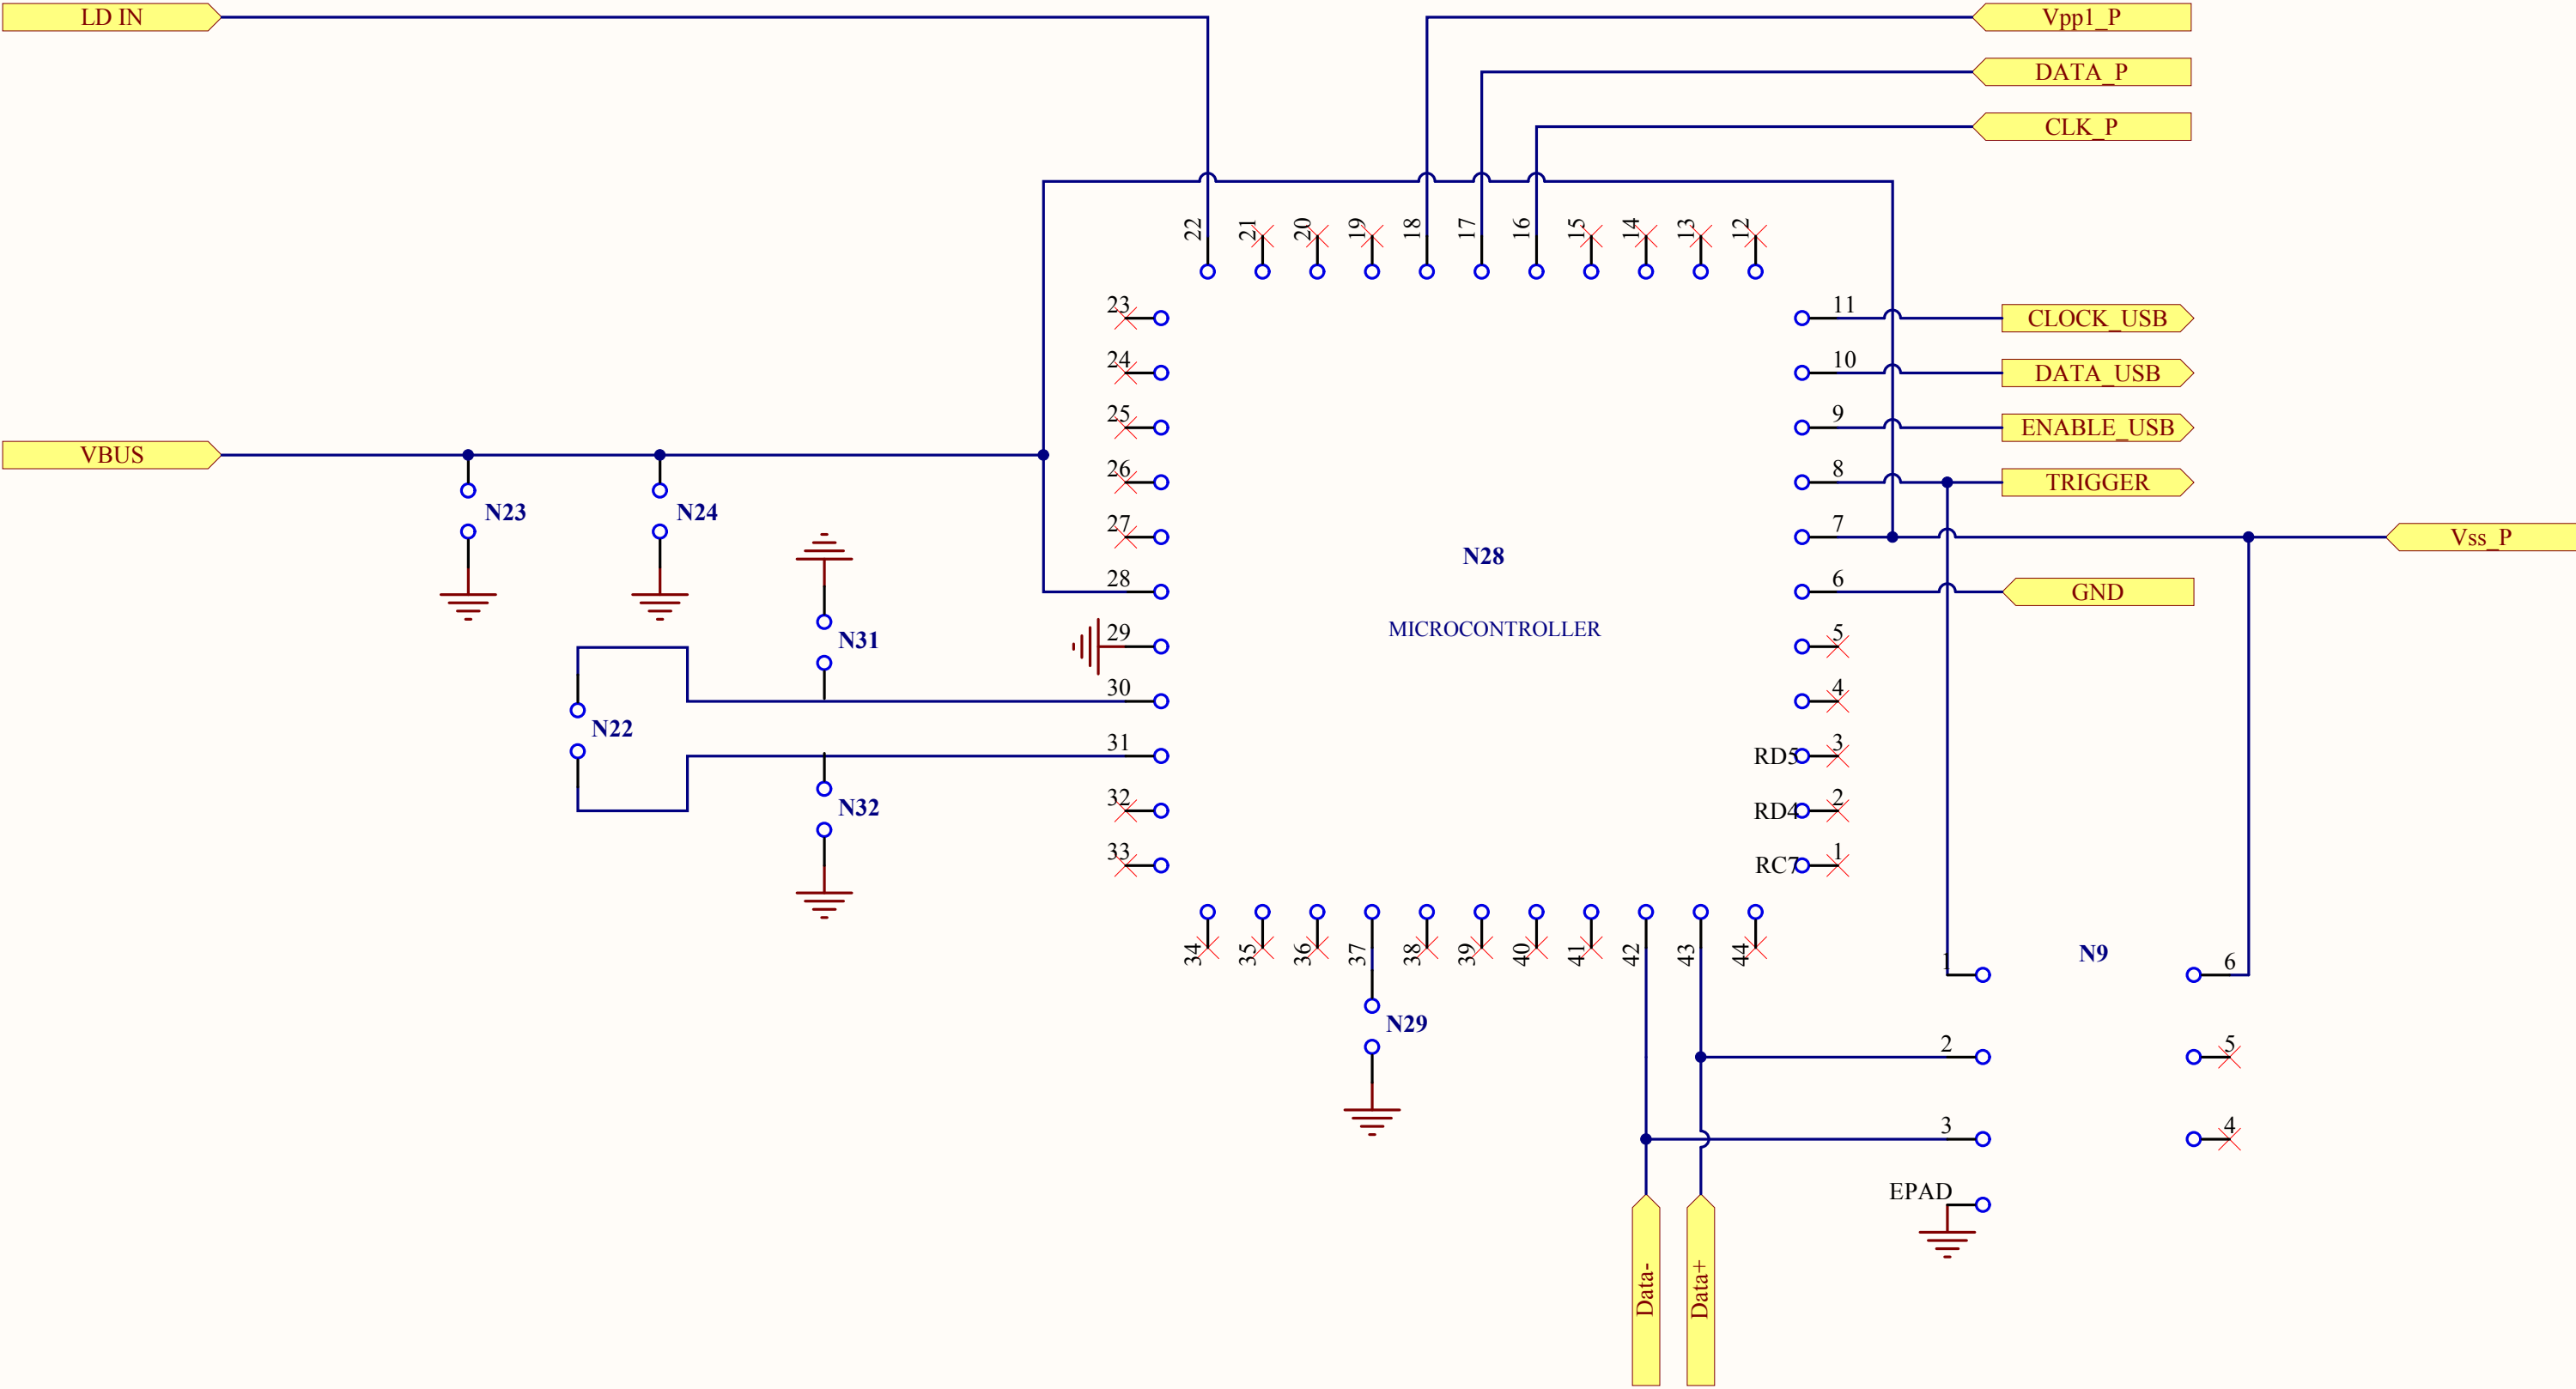 LD IN
Vpp1_P
DATA_P
CLK_P
22
21
20
19
18
17
16
15
14
13
12
23
11
CLOCK_USB
24
10
DATA_USB
25
9
ENABLE_USB
VBUS
26
8
TRIGGER
N23
N24
27
7
Vss_P
N28
28
6
GND
MICROCONTROLLER
29
5
N31
30
4
N22
31
RD5
3
32
RD4
2
N32
33
RC7
1
34
35
36
37
38
39
40
41
42
43
44
N9
1
6
N29
2
5
3
4
EPAD
Data-
Data+